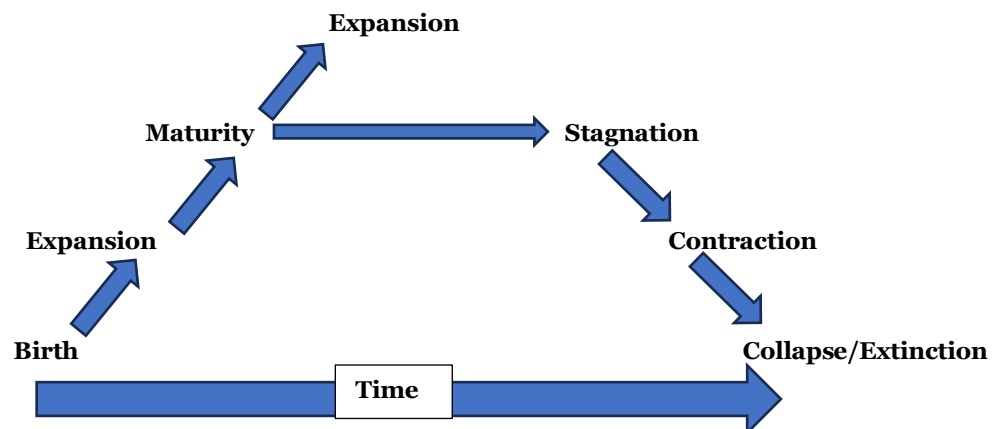 Expansion
Maturity
Stagnation
Expansion
Contraction
Birth
Collapse/Extinction
Time